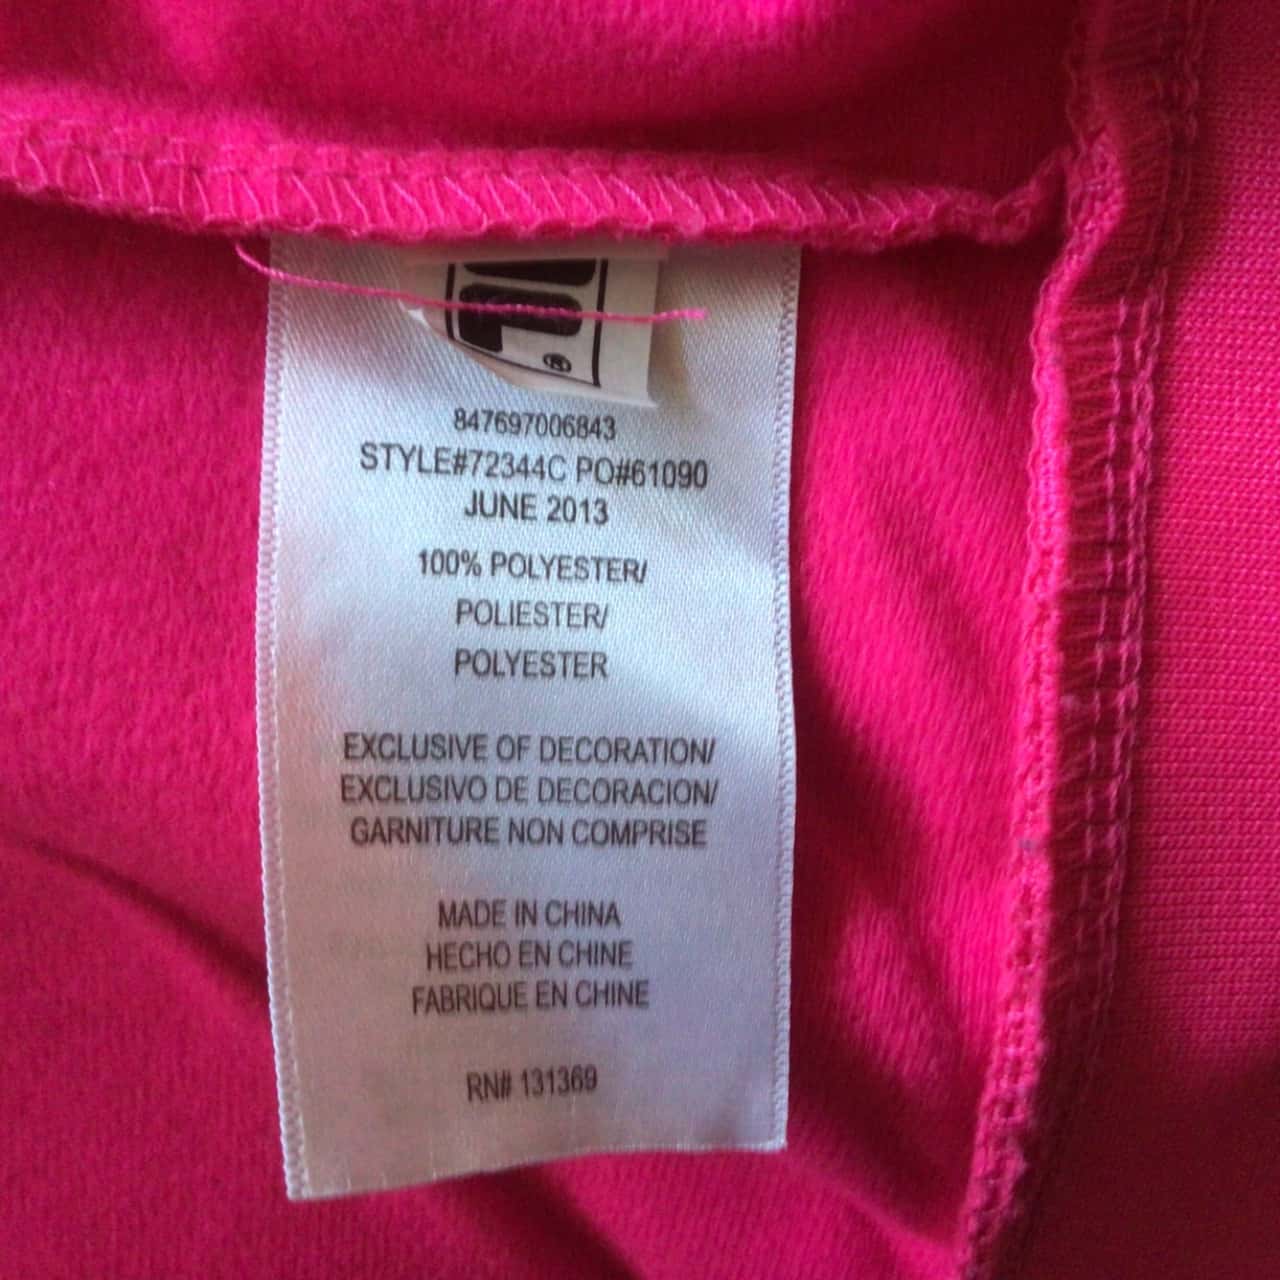 ®
847697006843
STYLE#72344C PO#61090
JUNE 2013
100% POLYESTER/
POLIESTER/
POLYESTER
EXCLUSIVE OF DECORATION/
EXCLUSIVO DE DECORACION/
GARNITURE NON COMPRISE
MADE IN CHINA
HECHO EN CHINE
FABRIQUE EN CHINE
RN# 131369